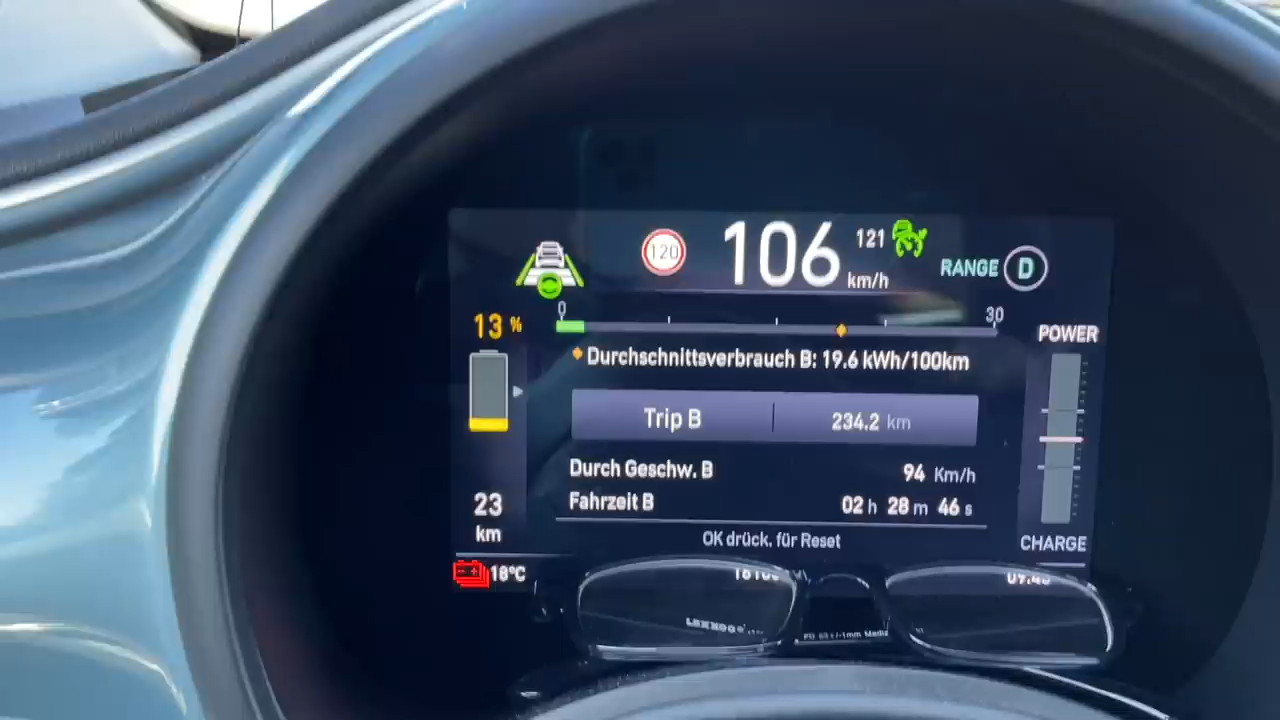 120
106 km/h
121
RANGE D
13 %
0
30
POWER
Durchschnittsverbrauch B: 19.6 kWh/100km
Trip B 234.2 km
Durch Geschw. B 94 Km/h
Fahrzeit B 02 h 28 m 46 s
23
km
OK drück. für Reset
CHARGE
18°C